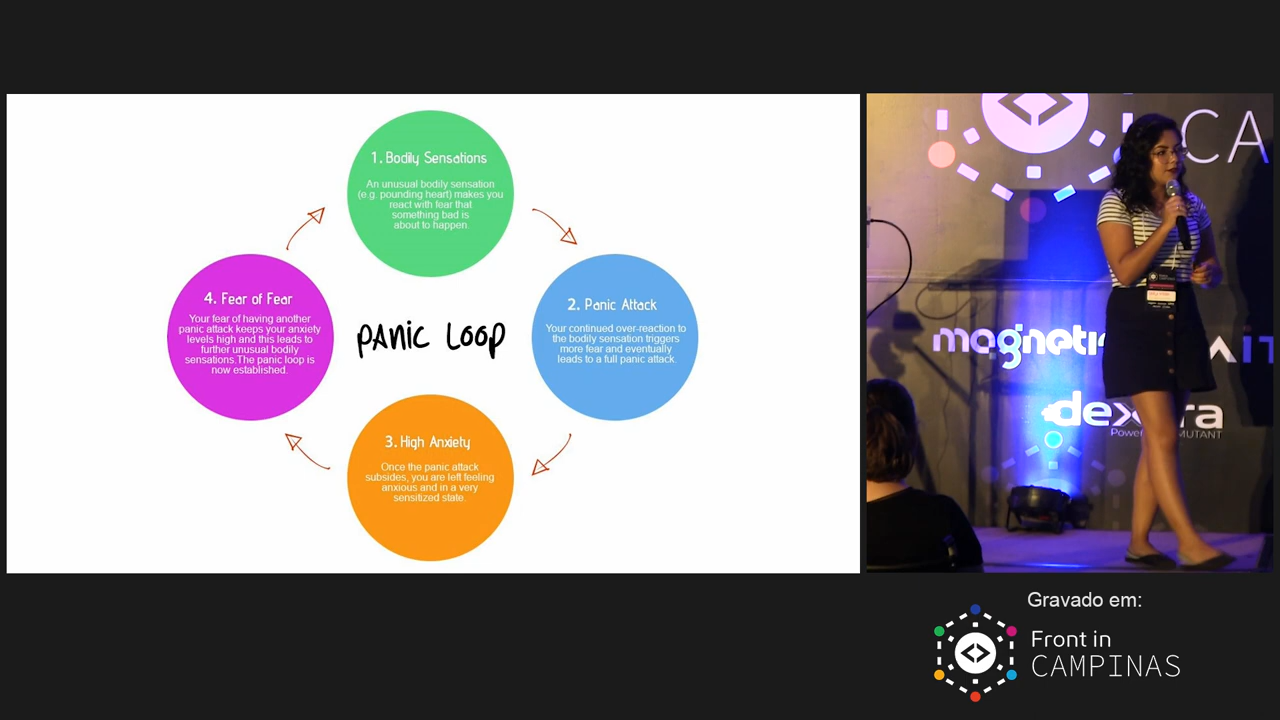 1. Bodily Sensations
An unusual bodily sensation
(e.g. pounding heart) makes you
react with fear that
something bad is
about to happen.
2. Panic Attack
Your continued over-reaction to
the bodily sensation triggers
more fear and eventually
leads to a full panic attack.
4. Fear of Fear
Your fear of having another
panic attack keeps your anxiety
levels high and this leads to
further unusual bodily
sensations.The panic loop is
now established.
PANIC LOOP
3. High Anxiety
Once the panic attack
subsides, you are left feeling
anxious and in a very
sensitized state.
CA
magnetis
dextra
MUTANT
Gravado em:
Front in
CAMPINAS